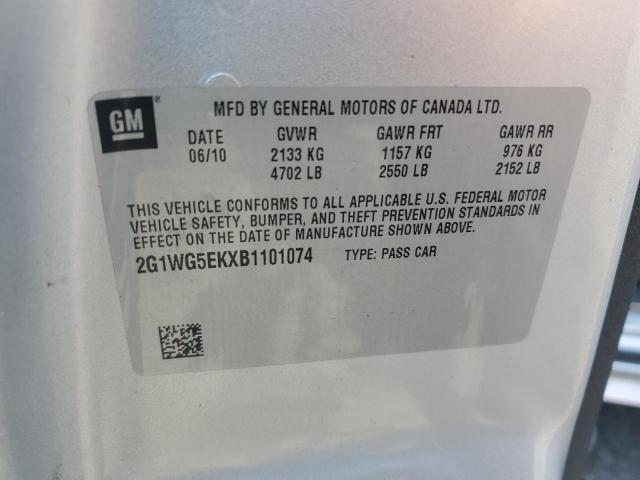 GM
MFD BY GENERAL MOTORS OF CANADA LTD.
DATE GVWR GAWR FRT GAWR RR
06/10 2133 KG 1157 KG 976 KG
4702 LB 2550 LB 2152 LB
THIS VEHICLE CONFORMS TO ALL APPLICABLE U.S. FEDERAL MOTOR
VEHICLE SAFETY, BUMPER, AND THEFT PREVENTION STANDARDS IN
EFFECT ON THE DATE OF MANUFACTURE SHOWN ABOVE.
2G1WG5EKXB1101074 TYPE: PASS CAR